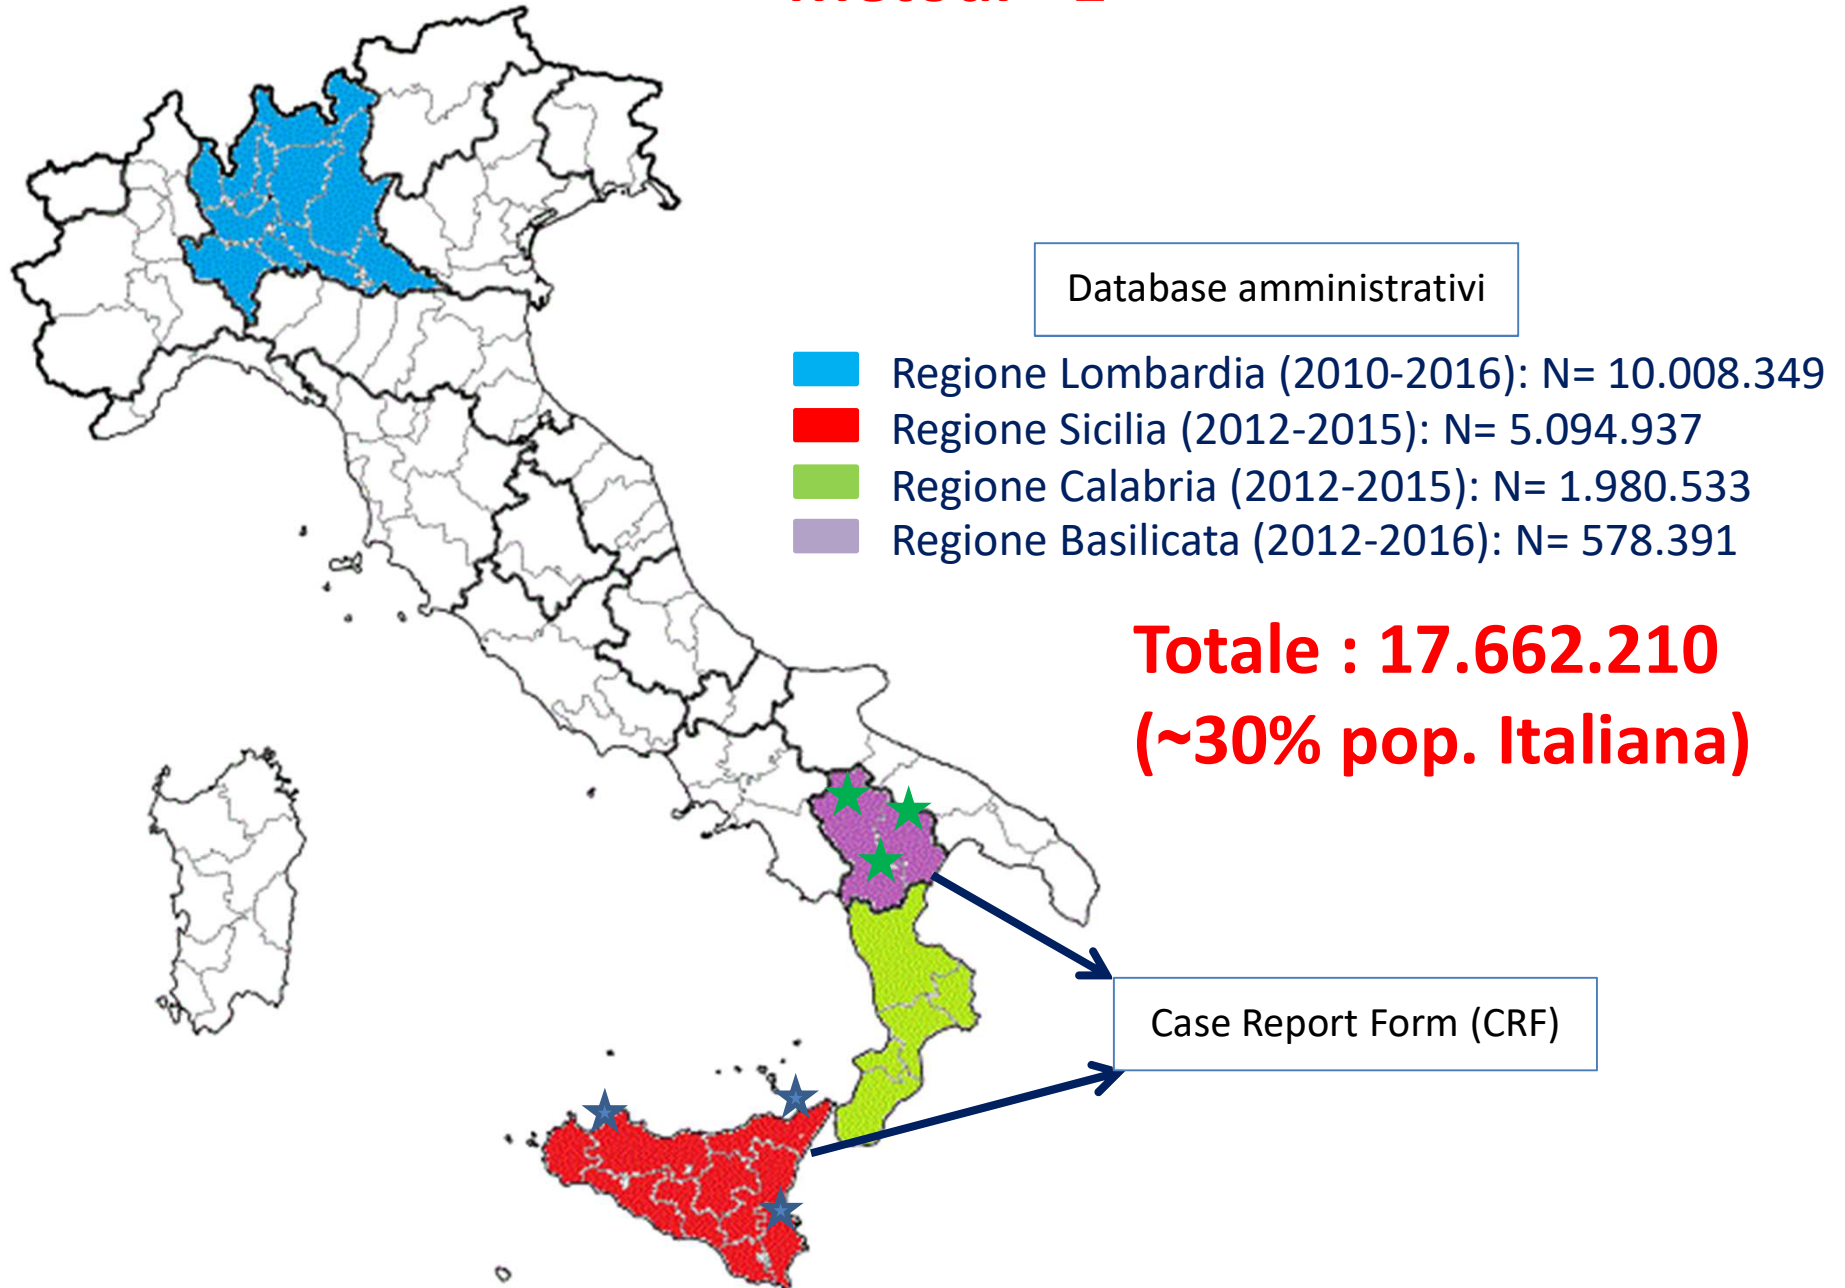 Database amministrativi
Regione Lombardia (2010-2016): N= 10.008.349
Regione Sicilia (2012-2015): N= 5.094.937
Regione Calabria (2012-2015): N= 1.980.533
Regione Basilicata (2012-2016): N= 578.391
Totale : 17.662.210
(~30% pop. Italiana)
Case Report Form (CRF)